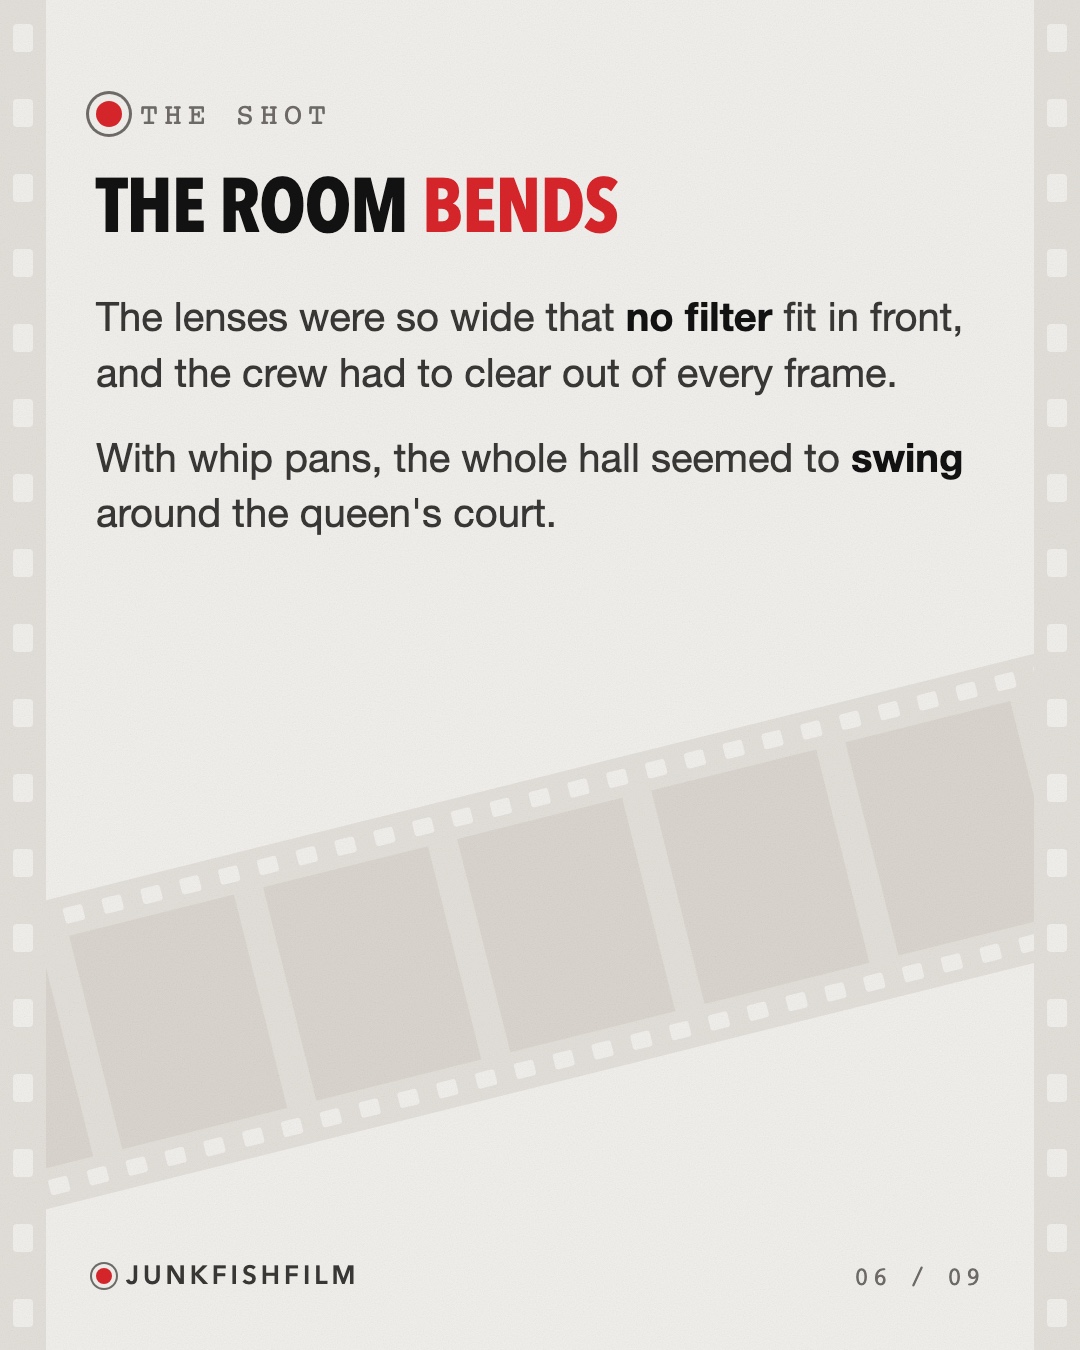 THE SHOT
THE ROOM BENDS
The lenses were so wide that no filter fit in front,
and the crew had to clear out of every frame.
With whip pans, the whole hall seemed to swing
around the queen's court.
JUNKFISHFILM
06 / 09